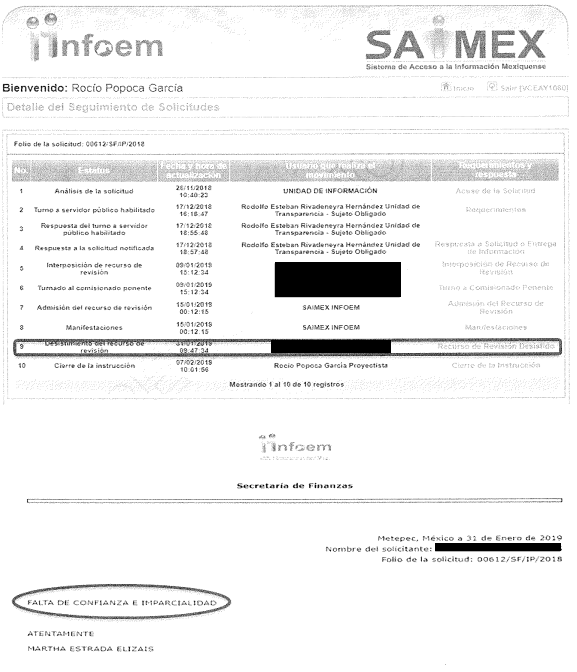 infoem
SAIMEX
Sistema de Acceso a la Información Mexiquense
Bienvenido: Rocío Popoca García
Inicio Salir [VCEAY1080]
Detalle del Seguimiento de Solicitudes
Folio de la solicitud: 00612/SF/IP/2018
No. Estatus Fecha y hora de actualización Usuario que realiza el movimiento Requerimientos y respuesta
1 Análisis de la solicitud 26/11/2018 10:40:23 UNIDAD DE INFORMACIÓN Acuse de la Solicitud
2 Turno a servidor público habilitado 17/12/2018 16:16:47 Rodolfo Esteban Rivadeneyra Hernández Unidad de Transparencia - Sujeto Obligado Requerimientos
3 Respuesta del turno a servidor público habilitado 17/12/2018 18:55:48 Rodolfo Esteban Rivadeneyra Hernández Unidad de Transparencia - Sujeto Obligado
4 Respuesta a la solicitud notificada 17/12/2018 18:57:48 Rodolfo Esteban Rivadeneyra Hernández Unidad de Transparencia - Sujeto Obligado Respuesta a Solicitud o Entrega de Información
5 Interposición de recurso de revisión 09/01/2019 15:12:34 Interposición de Recurso de Revisión
6 Turnado al comisionado ponente 09/01/2019 15:12:34 Turno a Comisionado Ponente
7 Admisión del recurso de revisión 15/01/2019 00:12:15 SAIMEX INFOEM Admisión del Recurso de Revisión
8 Manifestaciones 15/01/2019 00:12:15 SAIMEX INFOEM Manifestaciones
9 Desistimiento del recurso de revisión 31/01/2019 09:47:34 Recurso de Revisión Desistido
10 Cierre de la instrucción 07/02/2019 10:01:56 Rocío Popoca García Proyectista Cierre de la Instrucción
Mostrando 1 al 10 de 10 registros
infoem
Secretaría de Finanzas
Metepec, México a 31 de Enero de 2019
Nombre del solicitante:
Folio de la solicitud: 00612/SF/IP/2018
FALTA DE CONFIANZA E IMPARCIALIDAD
ATENTAMENTE
MARTHA ESTRADA ELIZAIS